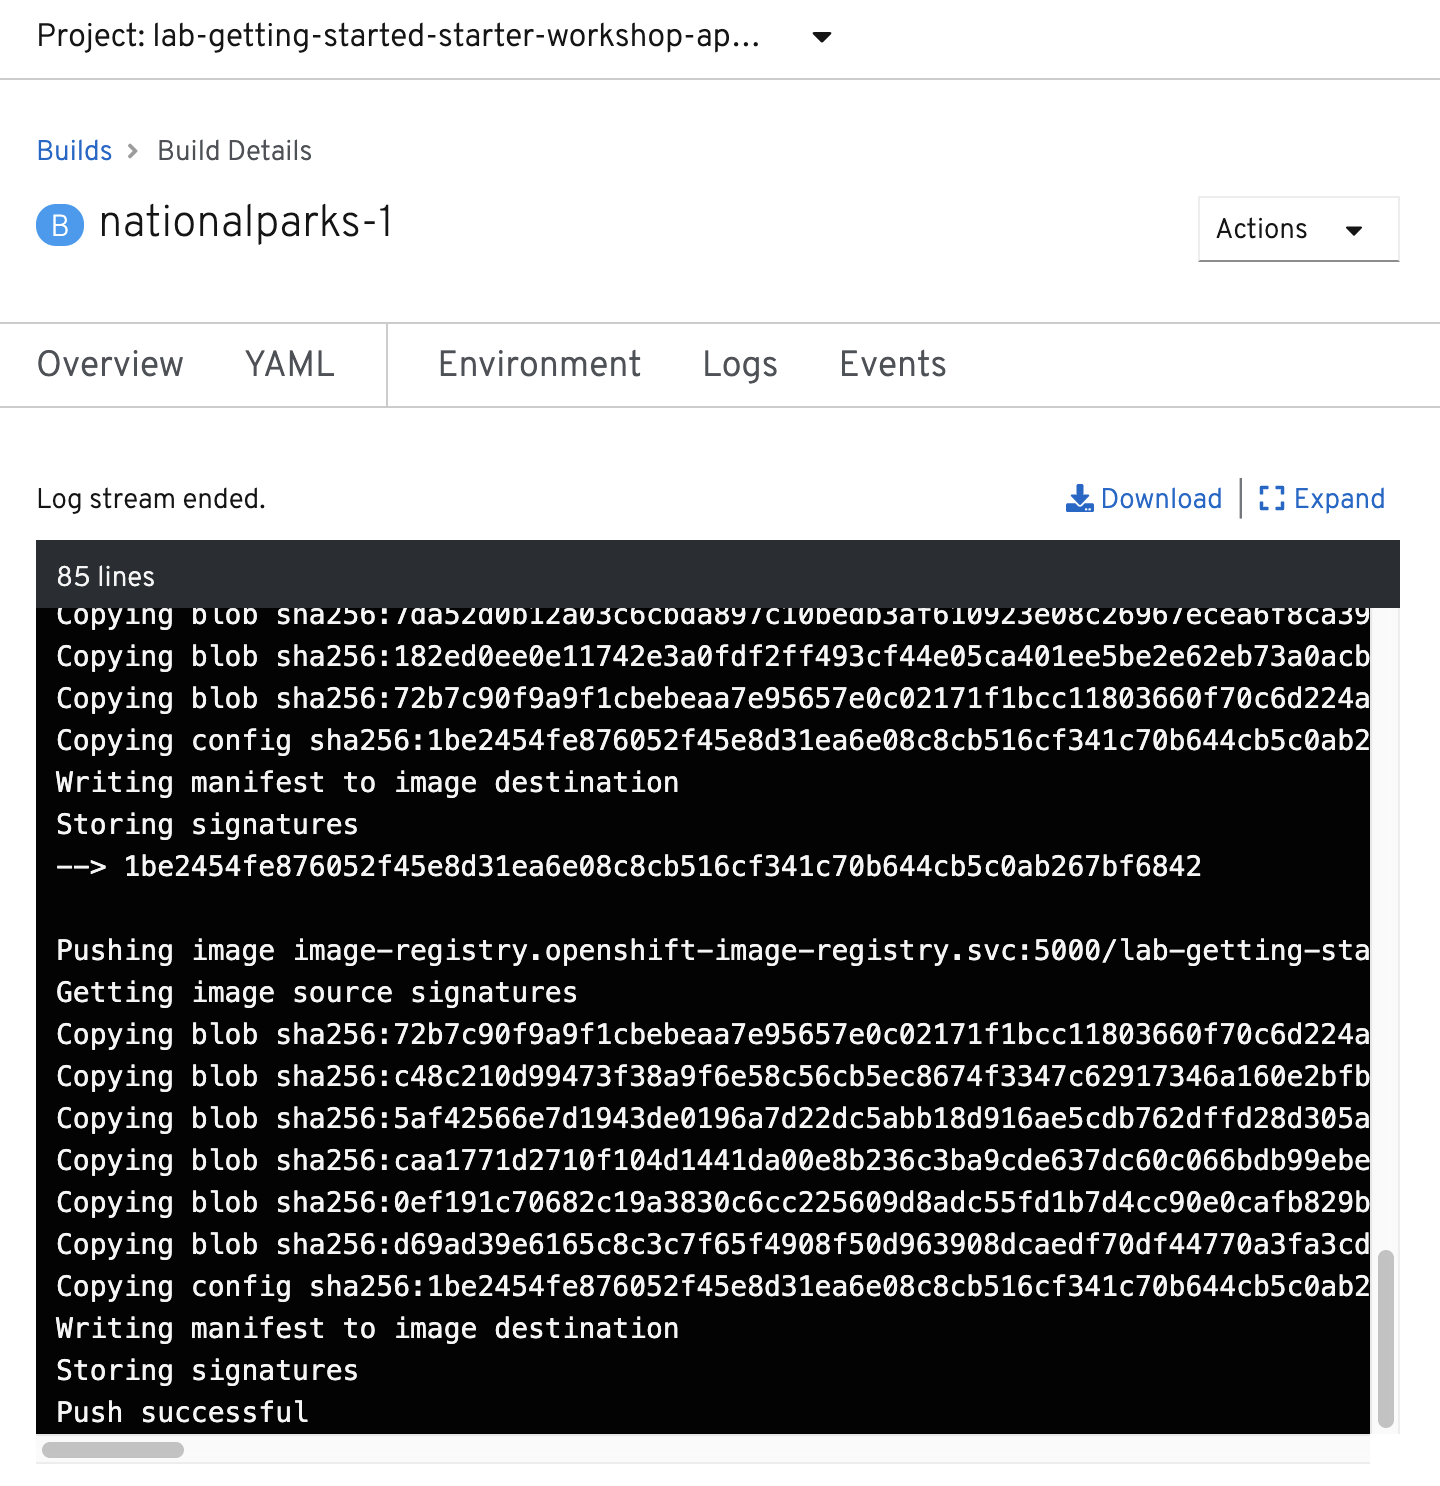 Project: lab-getting-started-starter-workshop-ap...
Builds > Build Details
B nationalparks-1
Actions
Overview YAML Environment Logs Events
Log stream ended.
Download Expand
85 lines
Copying blob sha256:7da52d0b12a03c6cbda897c10bedb3af610923e08c26967ecea6f8ca39
Copying blob sha256:182ed0ee0e11742e3a0fdf2ff493cf44e05ca401ee5be2e62eb73a0acb
Copying blob sha256:72b7c90f9a9f1cbebeaa7e95657e0c02171f1bcc11803660f70c6d224a
Copying config sha256:1be2454fe876052f45e8d31ea6e08c8cb516cf341c70b644cb5c0ab2
Writing manifest to image destination
Storing signatures
--> 1be2454fe876052f45e8d31ea6e08c8cb516cf341c70b644cb5c0ab267bf6842
Pushing image image-registry.openshift-image-registry.svc:5000/lab-getting-sta
Getting image source signatures
Copying blob sha256:72b7c90f9a9f1cbebeaa7e95657e0c02171f1bcc11803660f70c6d224a
Copying blob sha256:c48c210d99473f38a9f6e58c56cb5ec8674f3347c62917346a160e2bfb
Copying blob sha256:5af42566e7d1943de0196a7d22dc5abb18d916ae5cdb762dffd28d305a
Copying blob sha256:caa1771d2710f104d1441da00e8b236c3ba9cde637dc60c066bdb99ebe
Copying blob sha256:0ef191c70682c19a3830c6cc225609d8adc55fd1b7d4cc90e0cafb829b
Copying blob sha256:d69ad39e6165c8c3c7f65f4908f50d963908dcaedf70df44770a3fa3cd
Copying config sha256:1be2454fe876052f45e8d31ea6e08c8cb516cf341c70b644cb5c0ab2
Writing manifest to image destination
Storing signatures
Push successful